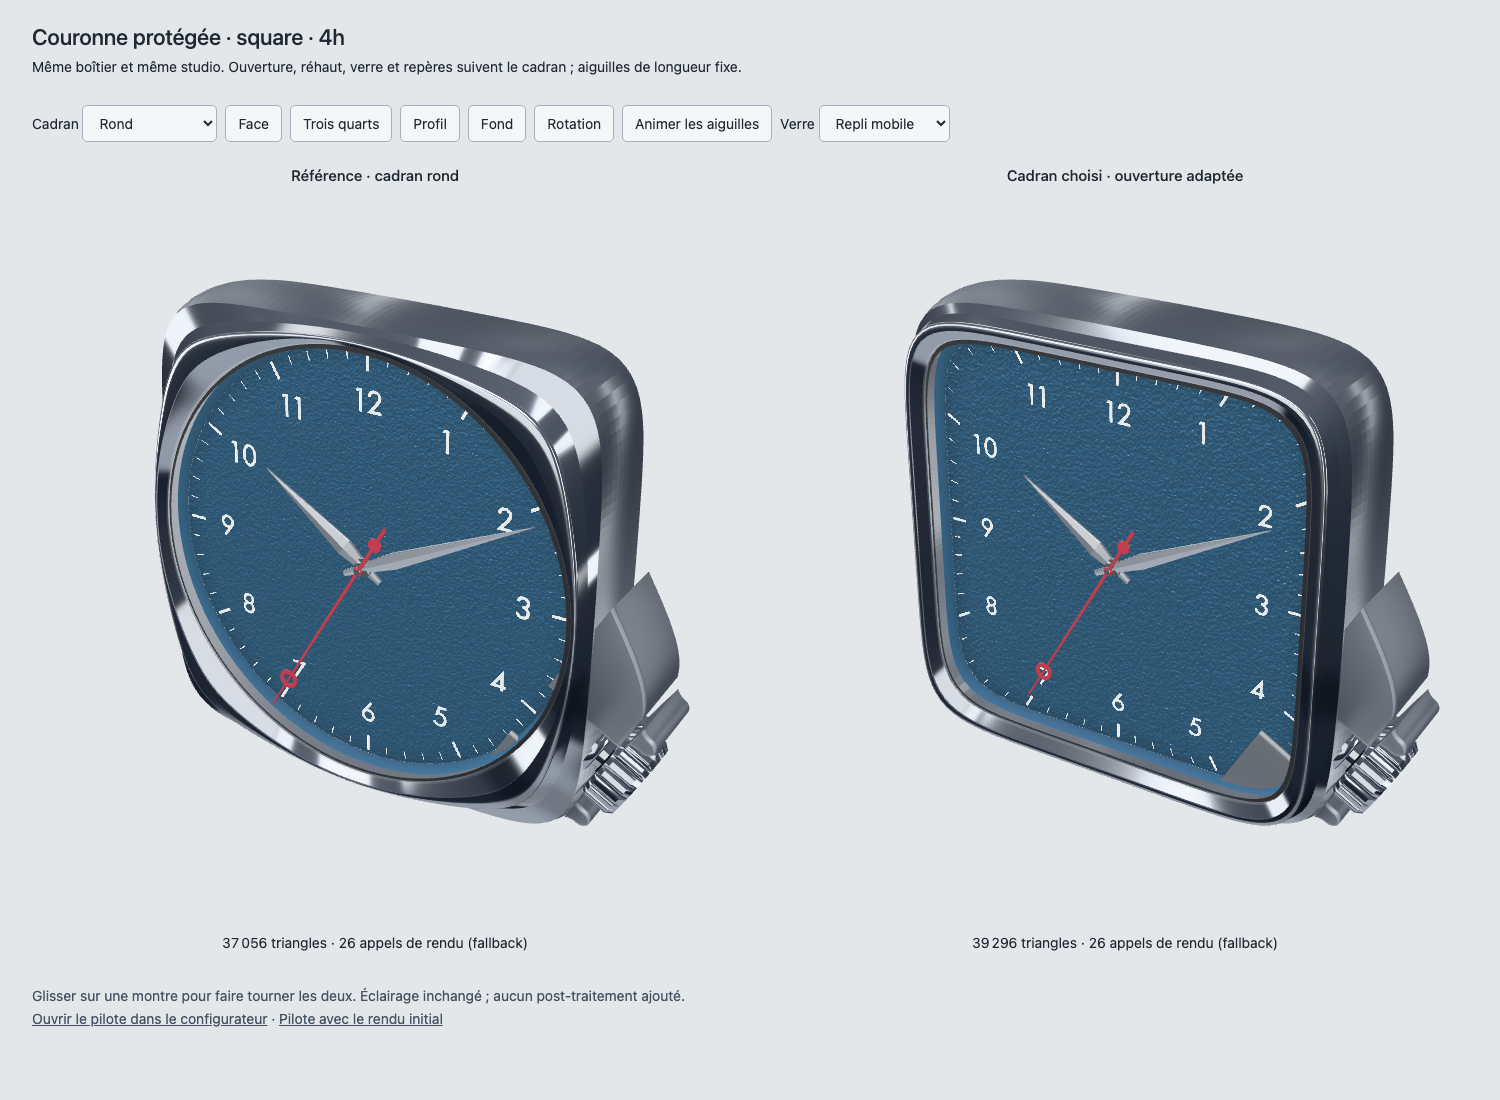 Couronne protégée · square · 4h
Même boîtier et même studio. Ouverture, réhaut, verre et repères suivent le cadran ; aiguilles de longueur fixe.
Cadran Rond Face Trois quarts Profil Fond Rotation Animer les aiguilles Verre Repli mobile
Référence · cadran rond
Cadran choisi · ouverture adaptée
12
1
2
3
4
5
6
7
8
9
10
11
12
1
2
3
4
5
6
8
9
10
11
37 056 triangles · 26 appels de rendu (fallback)
39 296 triangles · 26 appels de rendu (fallback)
Glisser sur une montre pour faire tourner les deux. Éclairage inchangé ; aucun post-traitement ajouté.
Ouvrir le pilote dans le configurateur · Pilote avec le rendu initial